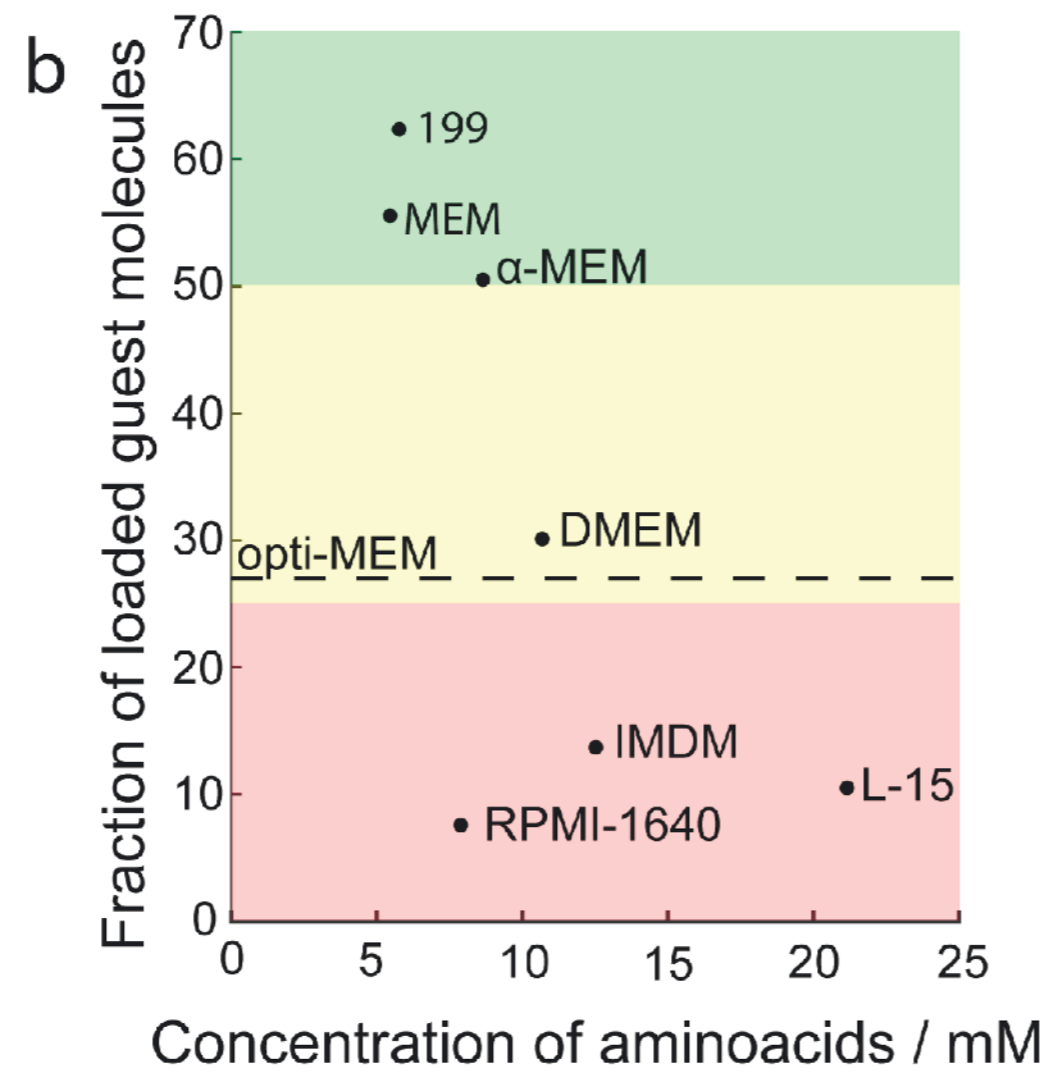 b
Fraction of loaded guest molecules
70
60
50
40
30
20
10
0
199
MEM
α-MEM
DMEM
opti-MEM
IMDM
L-15
RPMI-1640
0 5 10 15 20 25
Concentration of aminoacids / mM